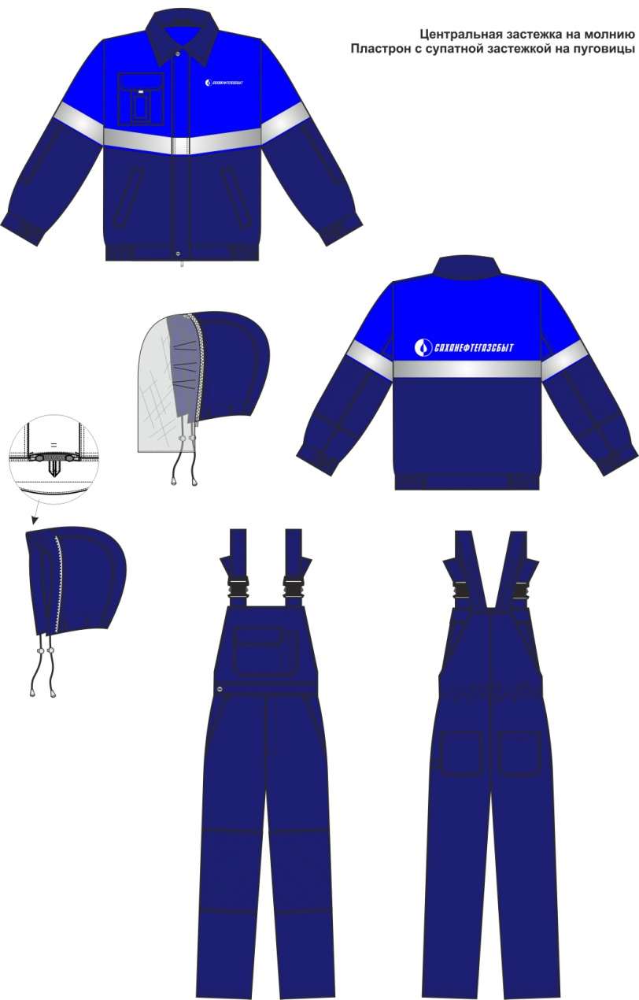 Центральная застежка на молнию
Пластрон с супатной застежкой на пуговицы
САХАНЕФТЕГАЗСБЫТ
САХАНЕФТЕГАЗСБЫТ